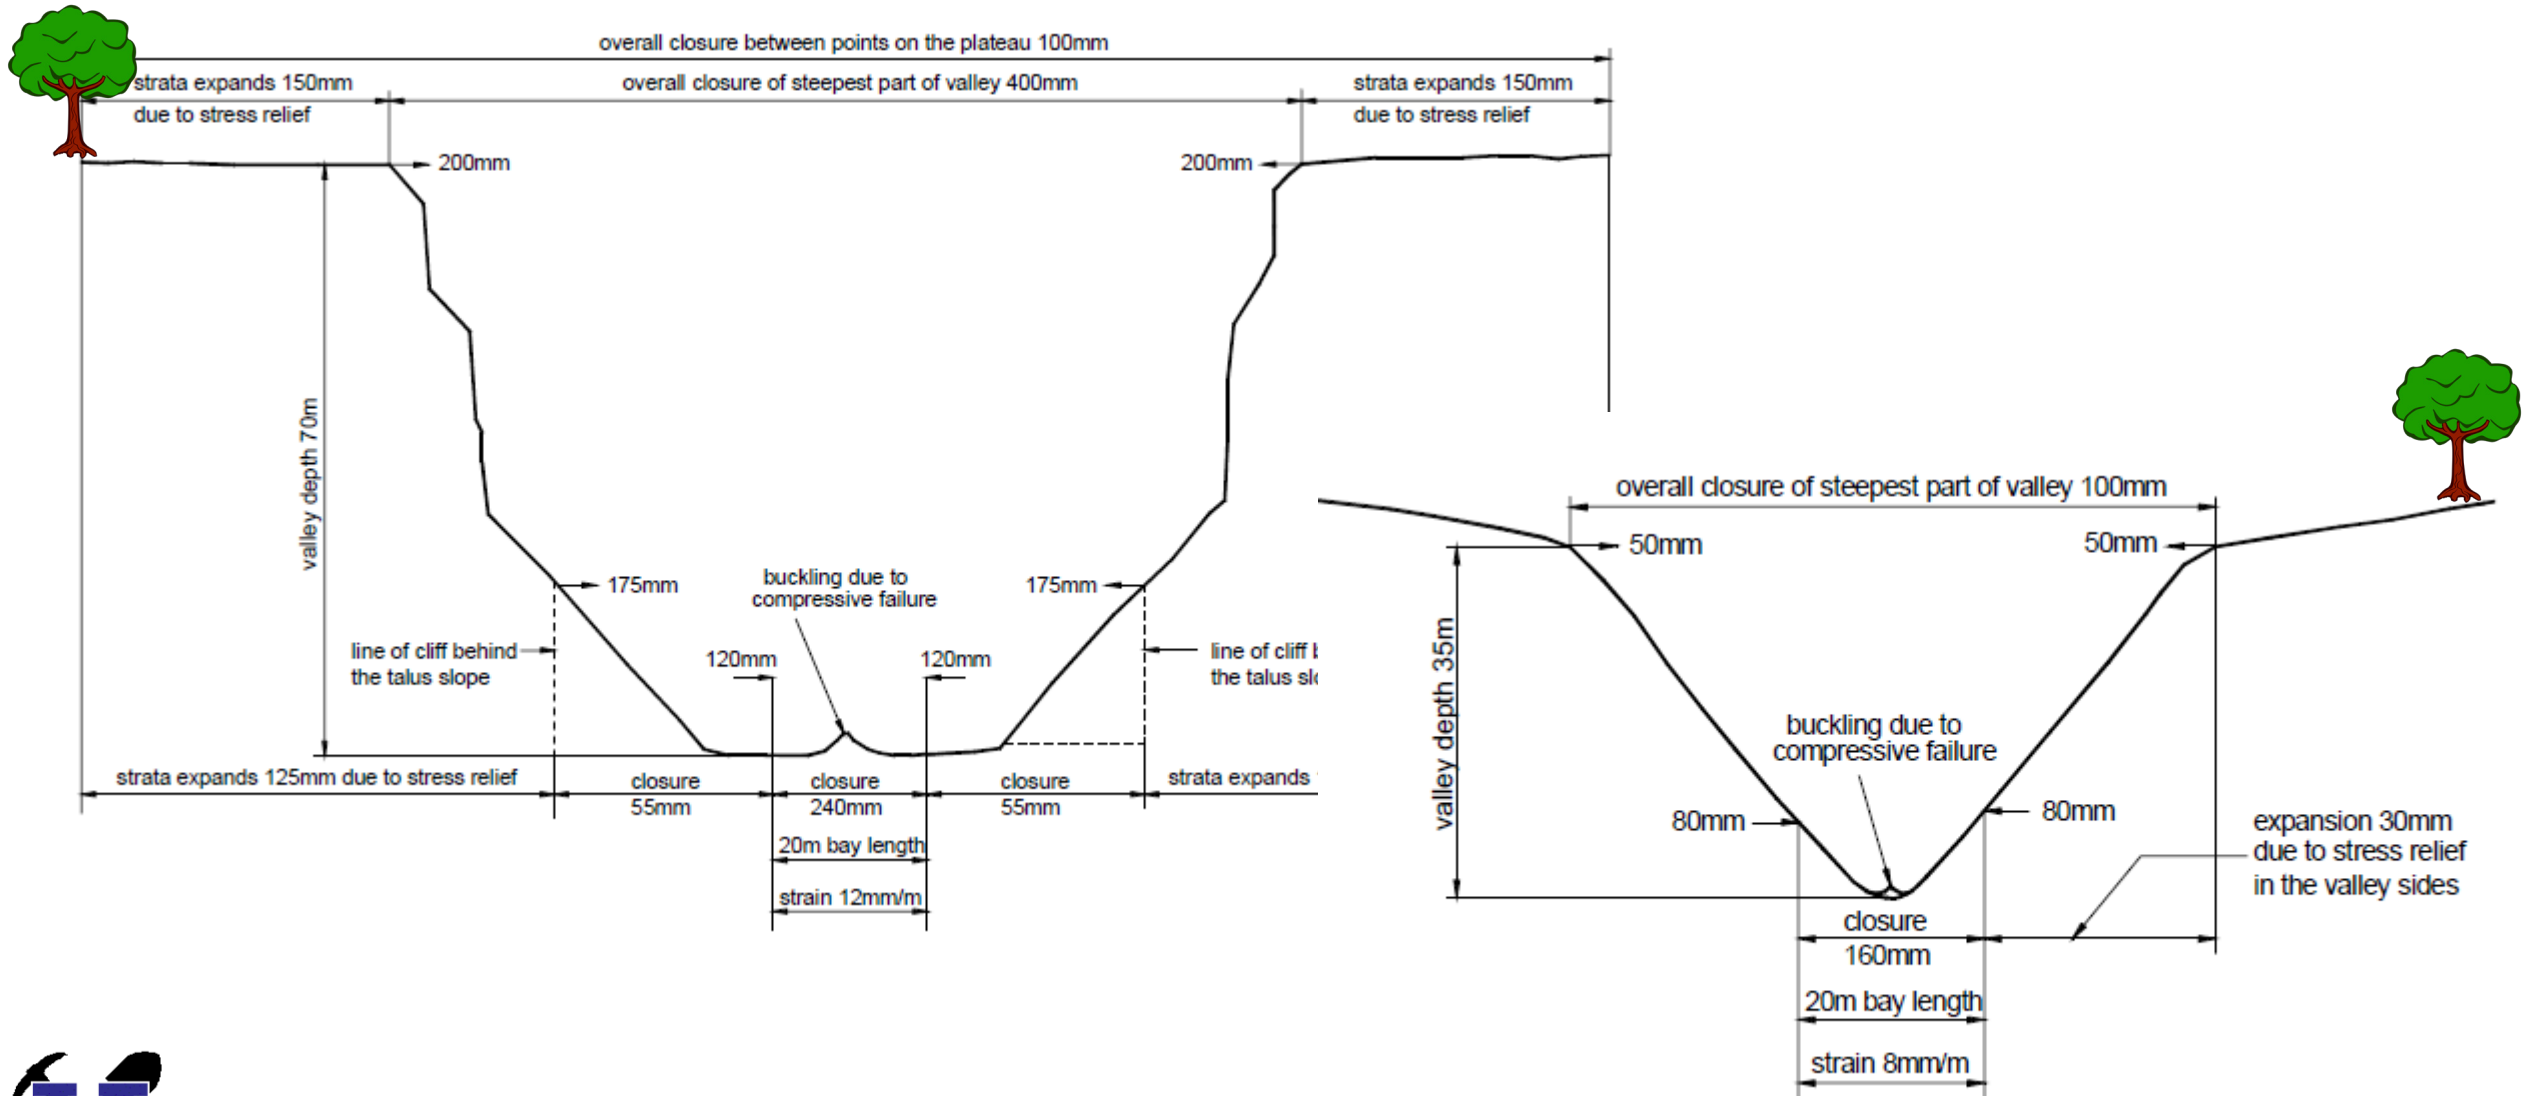 overall closure between points on the plateau 100mm
strata expands 150mm
due to stress relief
overall closure of steepest part of valley 400mm
strata expands 150mm
due to stress relief
200mm
200mm
valley depth 70m
175mm
buckling due to
compressive failure
175mm
line of cliff behind
the talus slope
120mm
120mm
line of cliff
the talus
strata expands 125mm due to stress relief
closure
55mm
closure
240mm
closure
55mm
strata expands
20m bay length
strain 12mm/m
overall closure of steepest part of valley 100mm
50mm
50mm
valley depth 35m
buckling due to
compressive failure
80mm
80mm
expansion 30mm
due to stress relief
in the valley sides
closure
160mm
20m bay length
strain 8mm/m